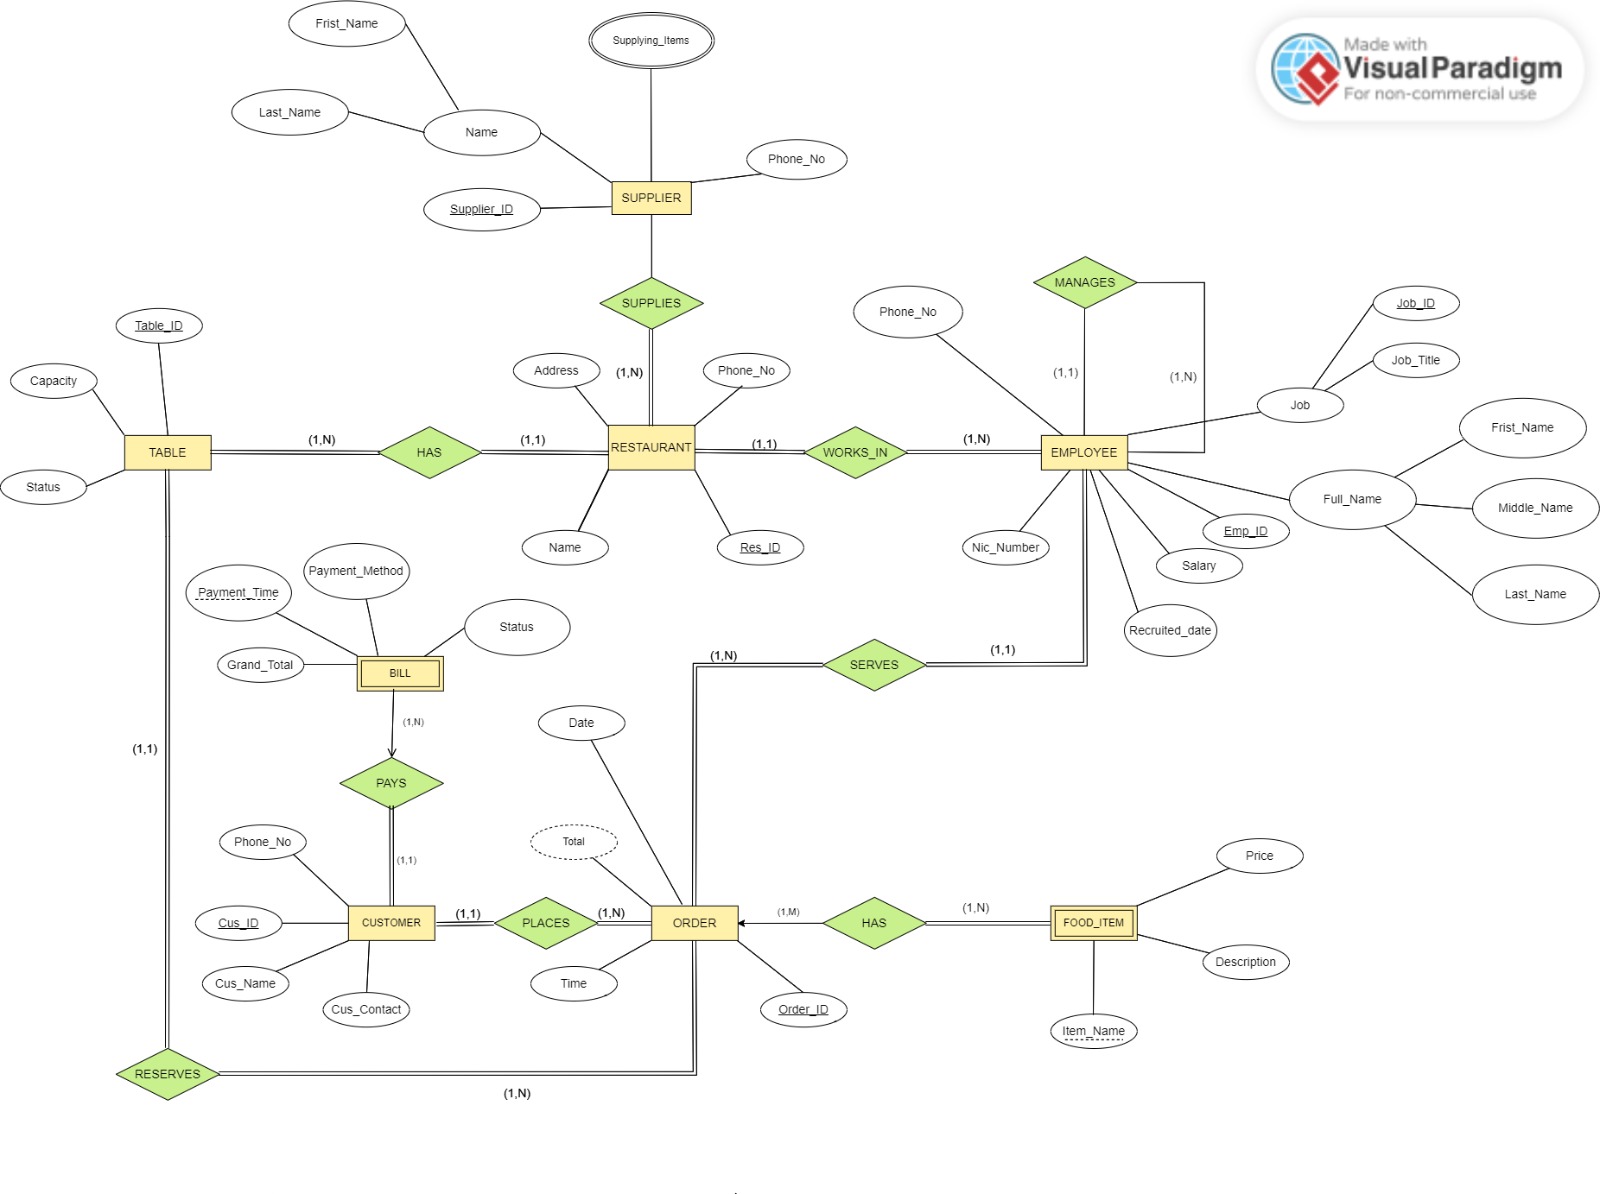 Frist_Name
Supplying_Items
Made with
VisualParadigm
For non-commercial use
Last_Name
Name
Phone_No
Supplier_ID
SUPPLIER
MANAGES
SUPPLIES
Phone_No
Job_ID
Table_ID
Address
(1,N)
Phone_No
(1,1)
(1,N)
Job_Title
Capacity
Job
Frist_Name
TABLE
(1,N)
HAS
(1,1)
RESTAURANT
(1,1)
WORKS_IN
(1,N)
EMPLOYEE
Status
Full_Name
Middle_Name
Name
Res_ID
Nic_Number
Emp_ID
Salary
Payment_Method
Payment_Time
Last_Name
Status
Recruited_date
Grand_Total
BILL
(1,N)
SERVES
(1,1)
(1,N)
Date
(1,1)
PAYS
Phone_No
(1,1)
Total
Price
Cus_ID
CUSTOMER
(1,1)
PLACES
(1,N)
ORDER
(1,M)
HAS
(1,N)
FOOD_ITEM
Cus_Name
Cus_Contact
Time
Order_ID
Description
Item_Name
RESERVES
(1,N)